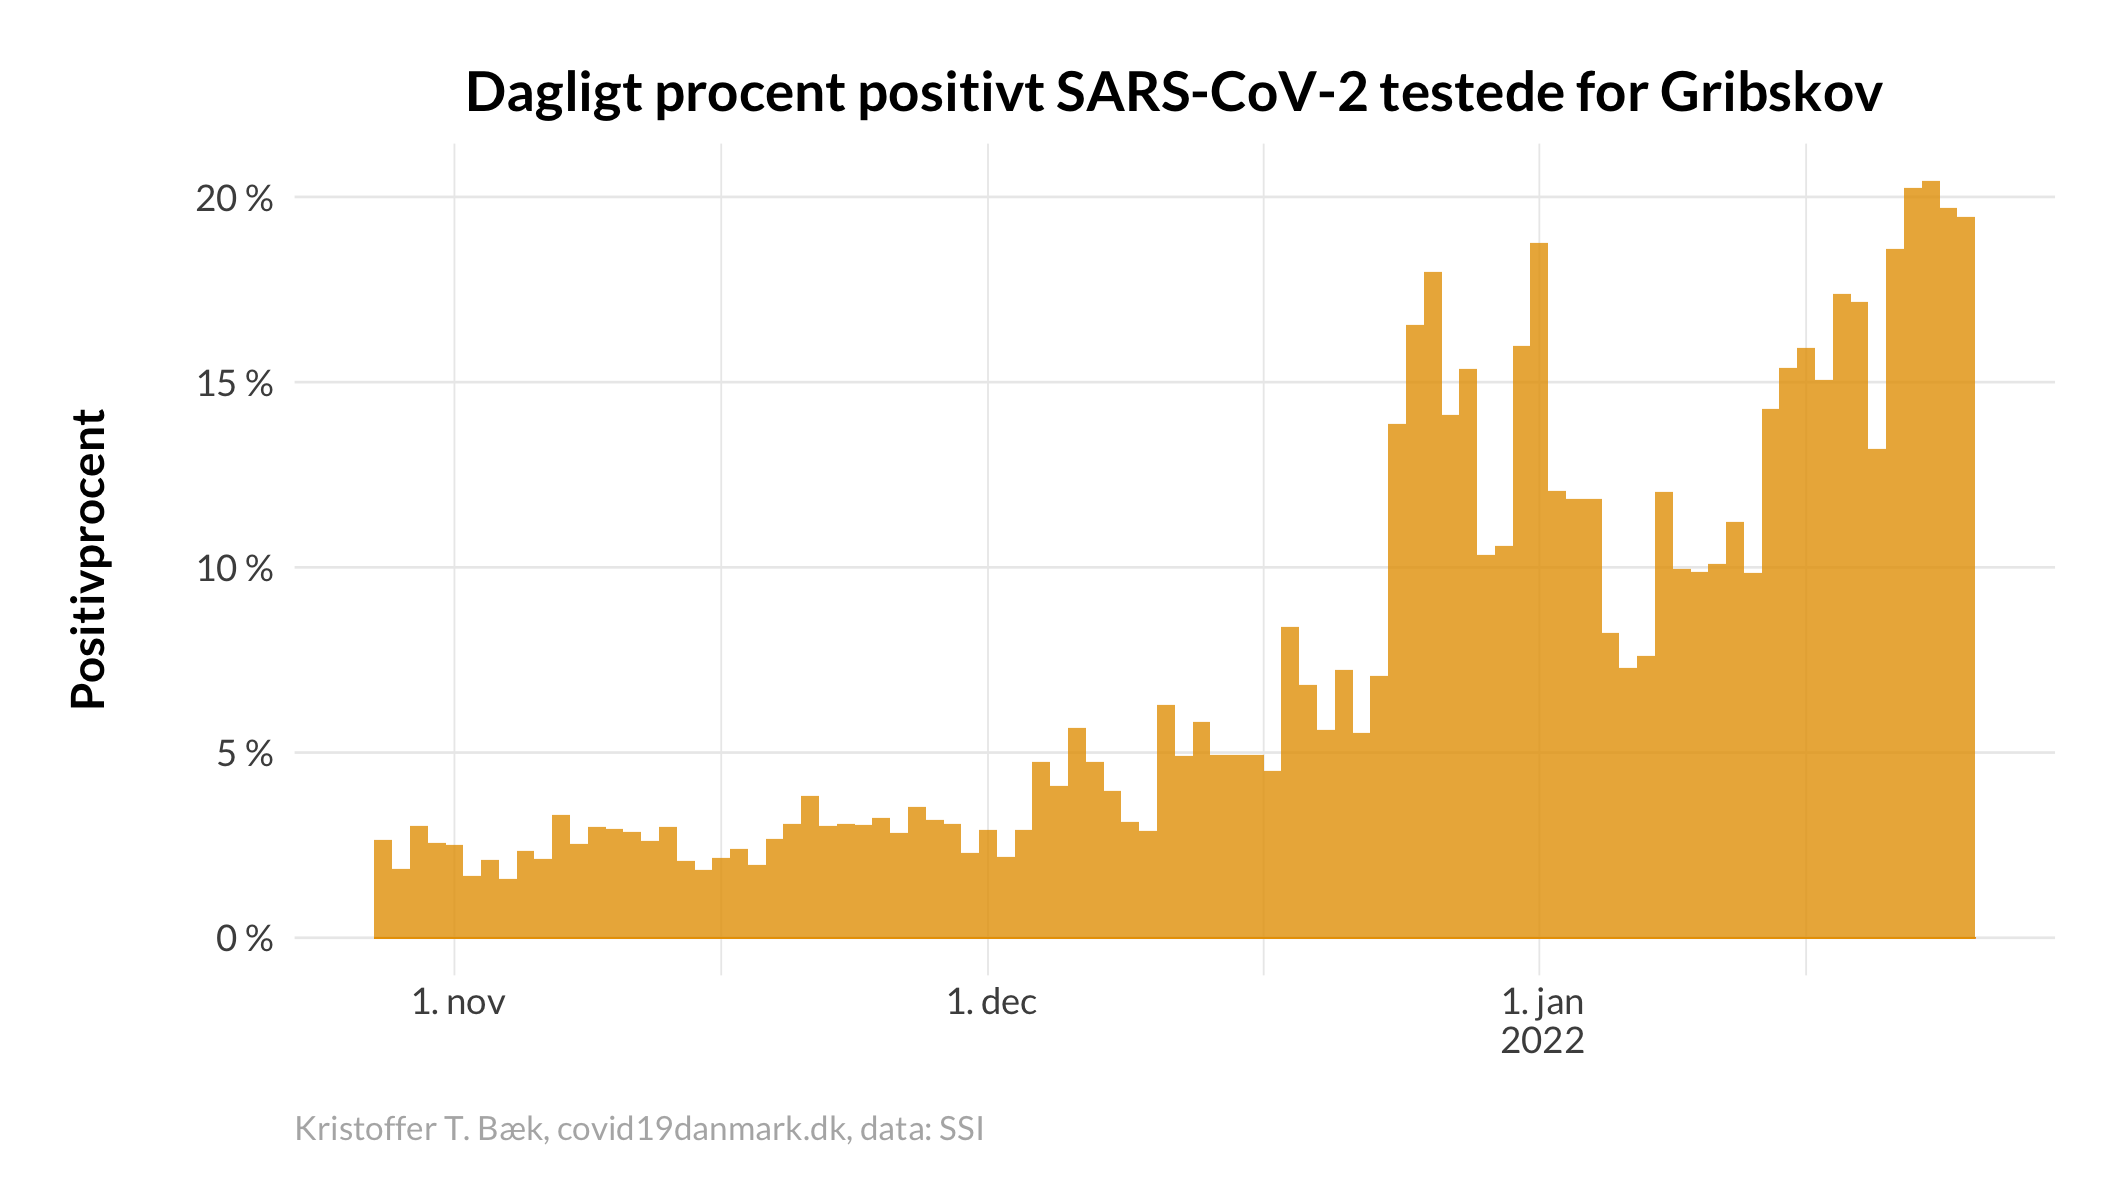 Dagligt procent positivt SARS-CoV-2 testede for Gribskov
Positivprocent
20 %
15 %
10 %
5 %
0 %
1. nov
1. dec
1. jan
2022
Kristoffer T. Bæk, covid19danmark.dk, data: SSI